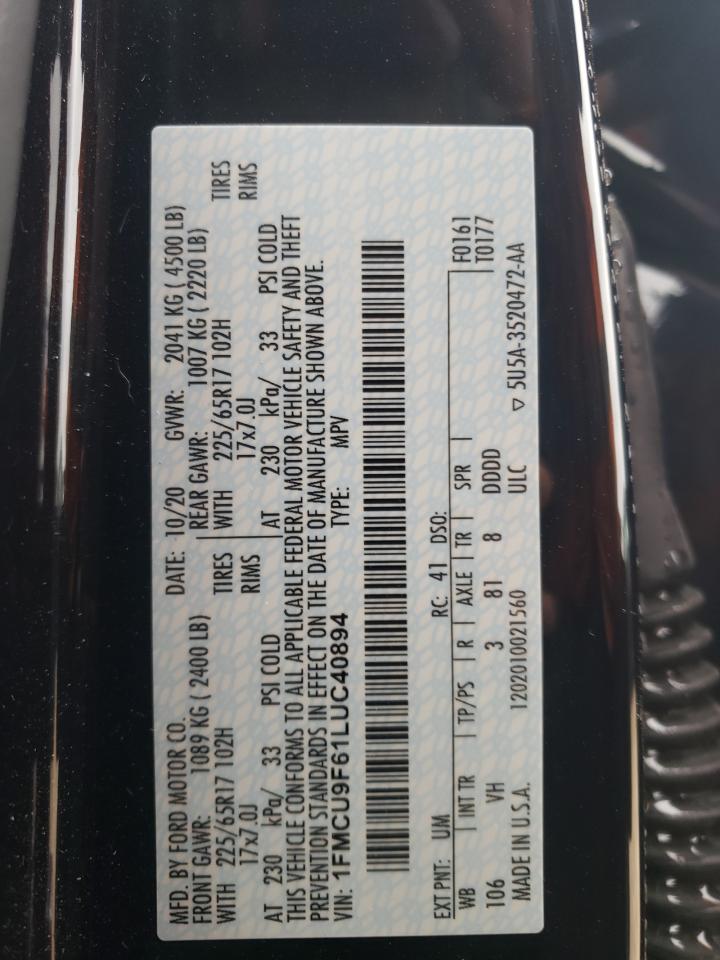 MFD. BY FORD MOTOR CO. DATE: 10/20 GVWR: 2041 KG ( 4500 LB)
FRONT GAWR: 1089 KG ( 2400 LB) REAR GAWR: 1007 KG ( 2220 LB)
WITH 225/65R17 102H TIRES WITH 225/65R17 102H TIRES
17x7.0J RIMS 17x7.0J RIMS
AT 230 kPa/ 33 PSI COLD AT 230 kPa/ 33 PSI COLD
THIS VEHICLE CONFORMS TO ALL APPLICABLE FEDERAL MOTOR VEHICLE SAFETY AND THEFT
PREVENTION STANDARDS IN EFFECT ON THE DATE OF MANUFACTURE SHOWN ABOVE.
VIN: 1FMCU9F61LUC40894 TYPE: MPV
EXT PNT: UM RC: 41 DSO: F0161
WB INT TR TP/PS R AXLE TR SPR T0177
106 VH 3 81 8 DDDD
MADE IN U.S.A. 1202010021560 ULC ▽ 5U5A-3520472-AA